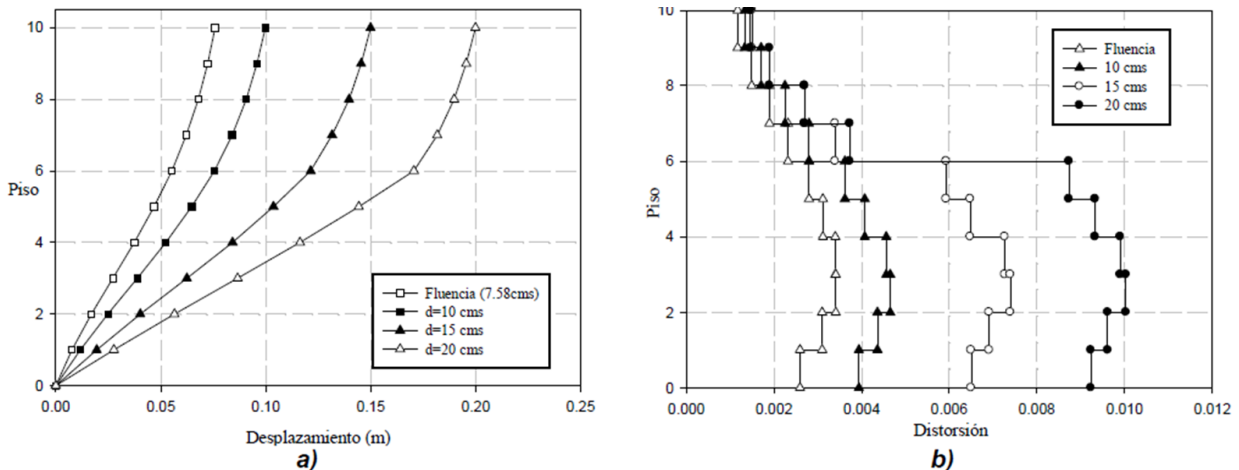 10
8
6
Piso
4
2
0
0.00 0.05 0.10 0.15 0.20 0.25
Desplazamiento (m)
Fluencia (7.58cms)
d=10 cms
d=15 cms
d=20 cms
a)
10
8
6
Piso
4
2
0
0.000 0.002 0.004 0.006 0.008 0.010 0.012
Distorsión
Fluencia
10 cms
15 cms
20 cms
b)